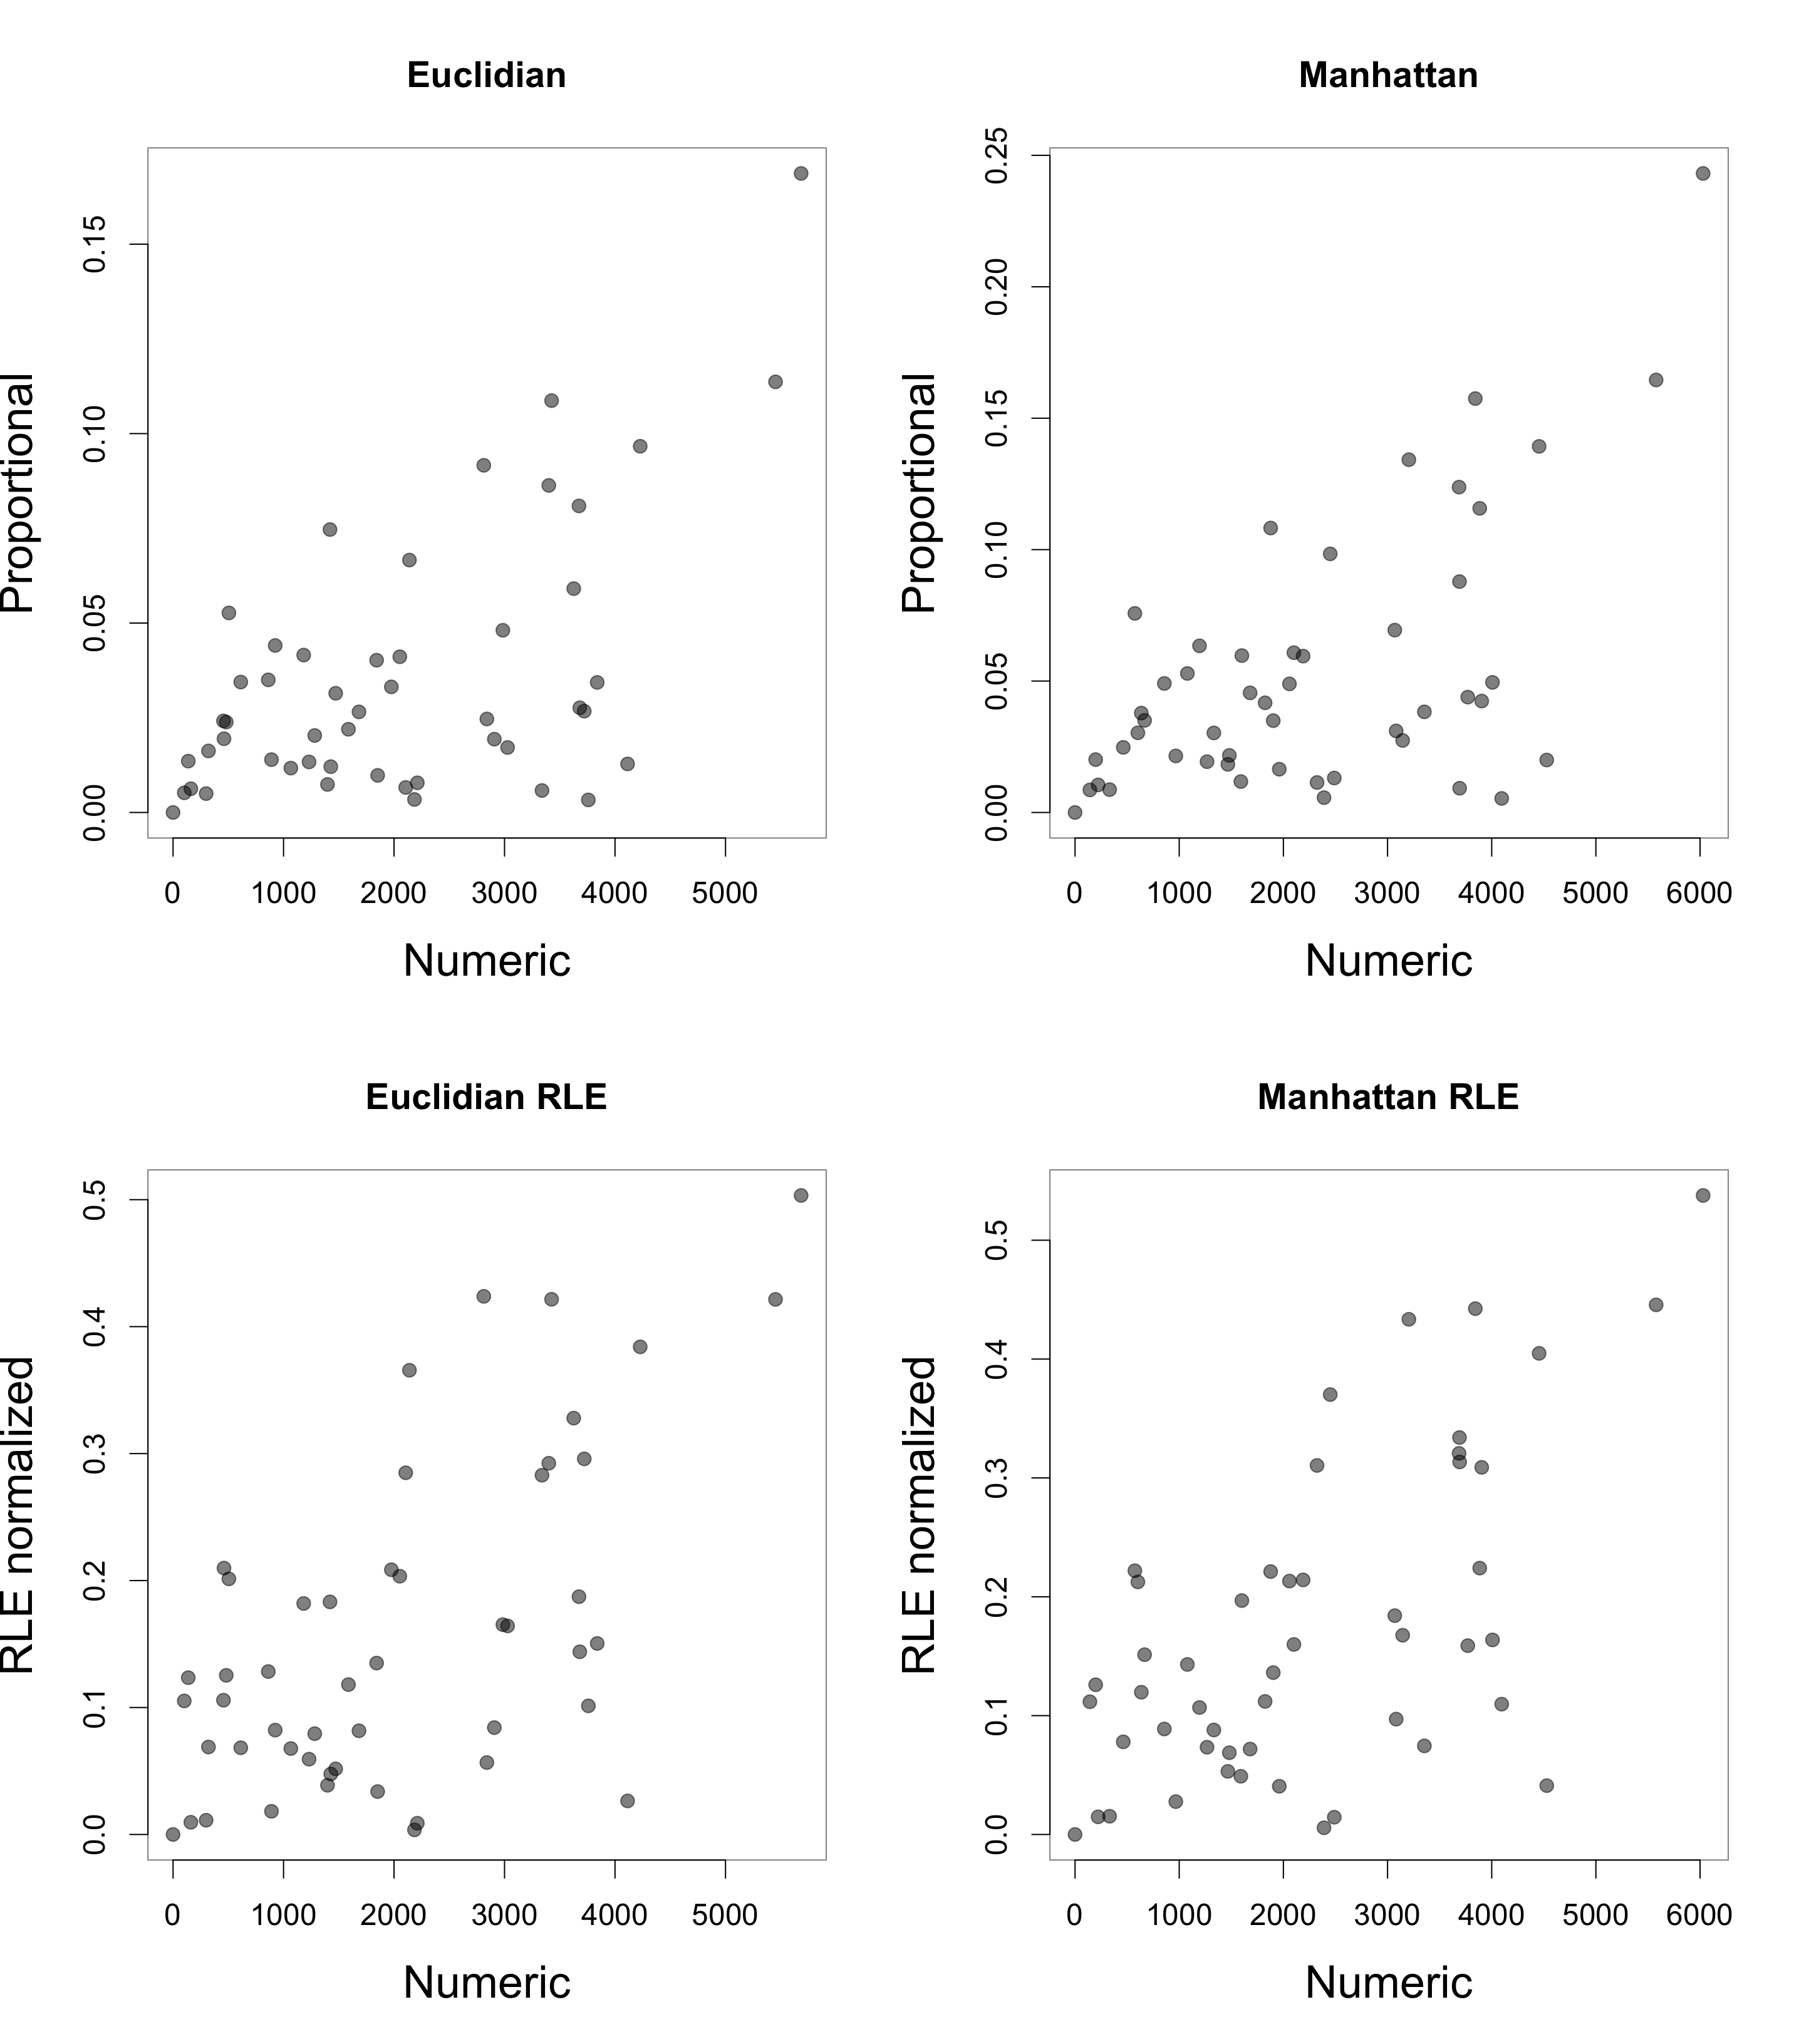 Euclidian
Proportional
0.00 0.05 0.10 0.15
0 1000 2000 3000 4000 5000
Numeric
Manhattan
Proportional
0.00 0.05 0.10 0.15 0.20 0.25
0 1000 2000 3000 4000 5000 6000
Numeric
Euclidian RLE
RLE normalized
0.0 0.1 0.2 0.3 0.4 0.5
0 1000 2000 3000 4000 5000
Numeric
Manhattan RLE
RLE normalized
0.0 0.1 0.2 0.3 0.4 0.5
0 1000 2000 3000 4000 5000 6000
Numeric